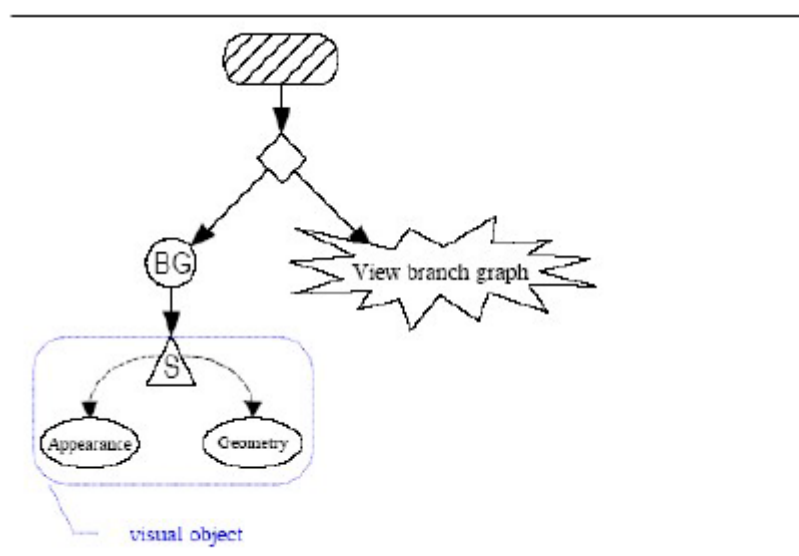 BG
View branch graph
S
Appearance
Geometry
visual object